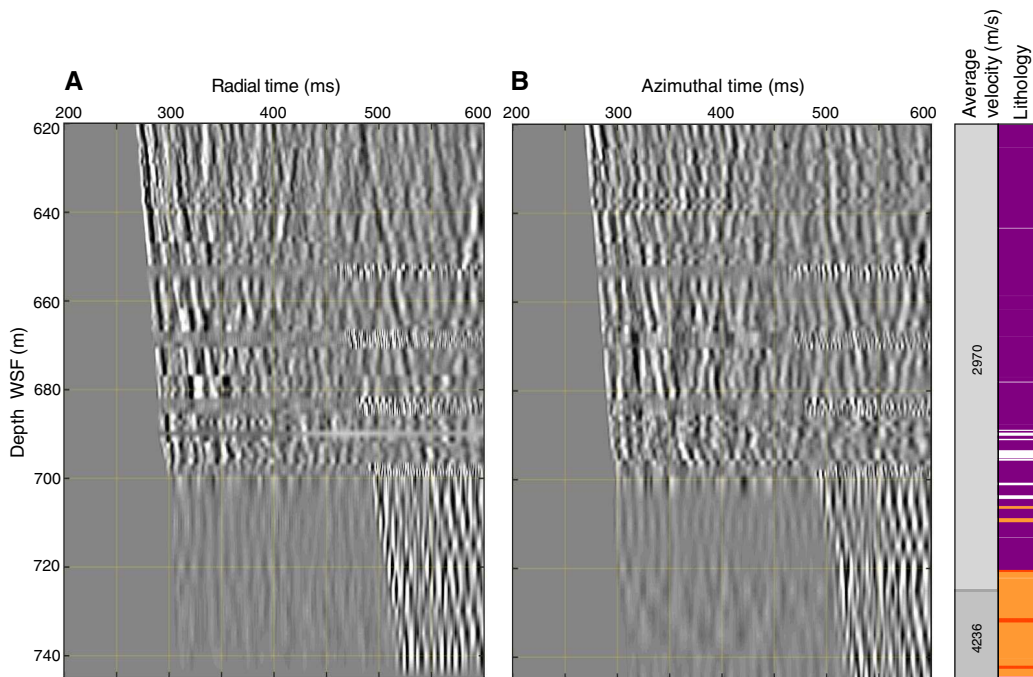 A
Radial time (ms)
200
300
400
500
600
B
Azimuthal time (ms)
200
300
400
500
600
Average
velocity (m/s)
Lithology
Depth WSF (m)
620
640
660
680
700
720
740
2970
4236